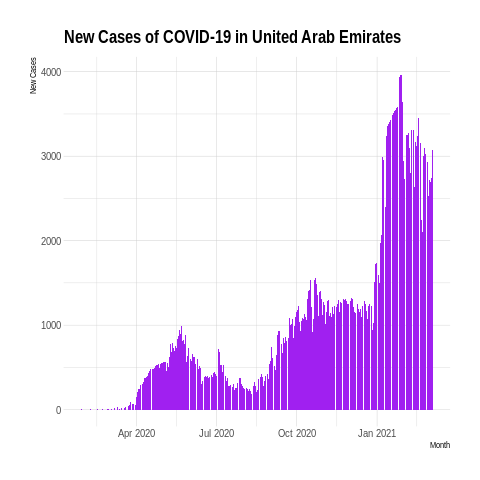 New Cases of COVID-19 in United Arab Emirates
New Cases
4000
3000
2000
1000
0
Apr 2020 Jul 2020 Oct 2020 Jan 2021
Month